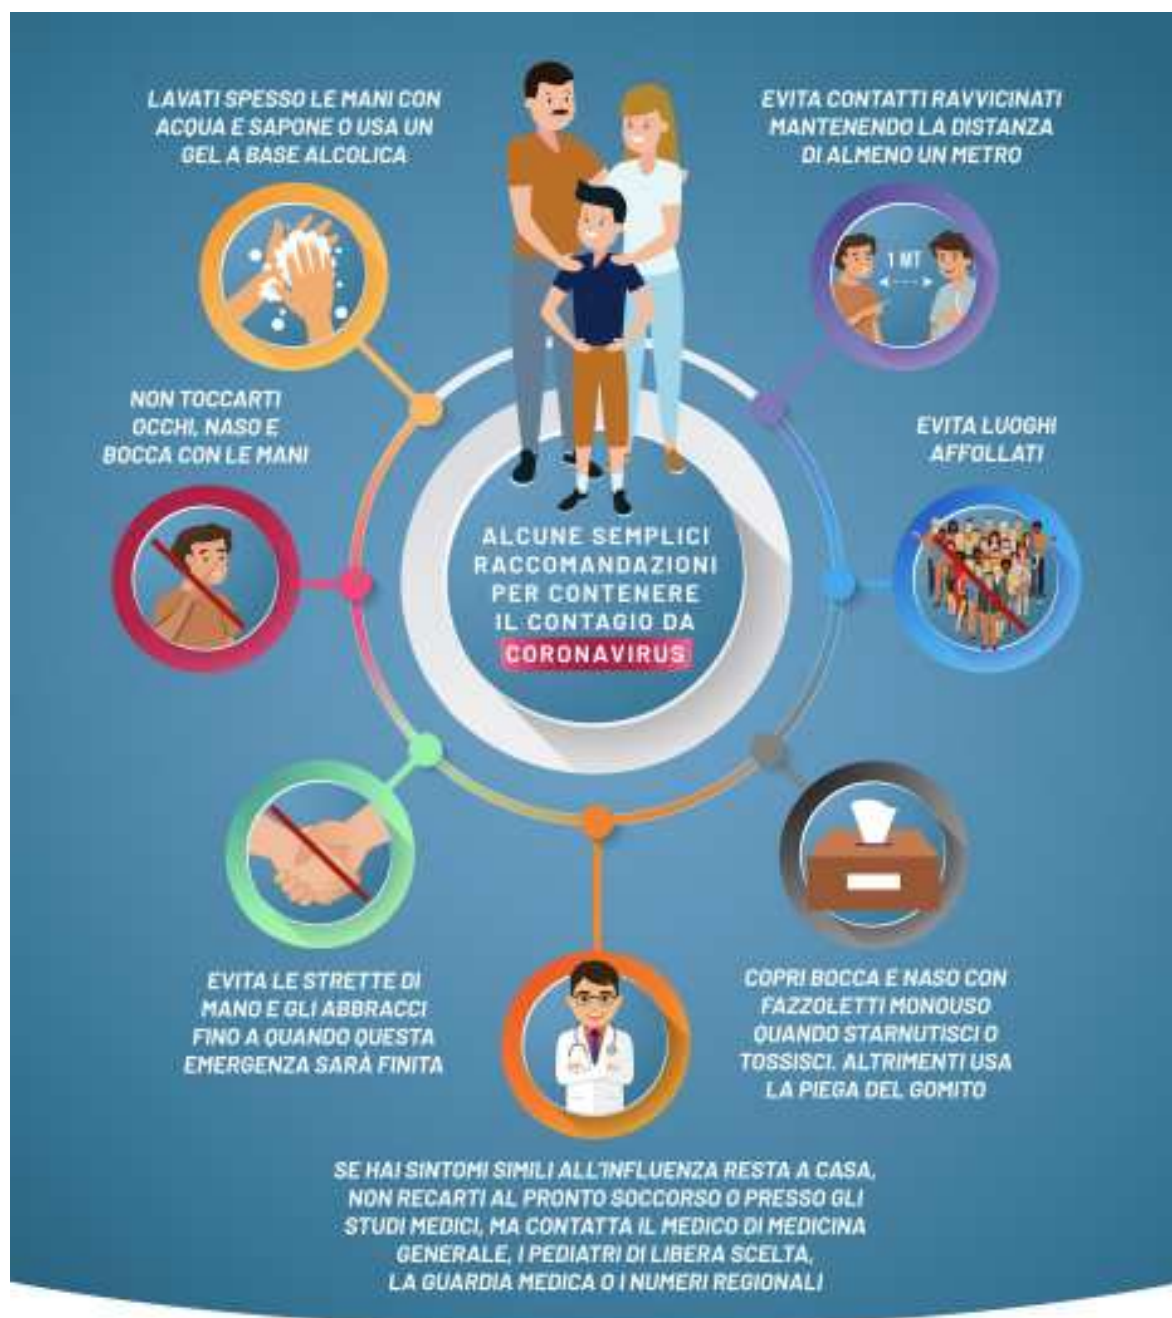 LAVATI SPESSO LE MANI CON
ACQUA E SAPONE O USA UN
GEL A BASE ALCOLICA
EVITA CONTATTI RAVVICINATI
MANTENENDO LA DISTANZA
DI ALMENO UN METRO
1 MT
NON TOCCARTI
OCCHI, NASO E
BOCCA CON LE MANI
EVITA LUOGHI
AFFOLLATI
ALCUNE SEMPLICI
RACCOMANDAZIONI
PER CONTENERE
IL CONTAGIO DA
CORONAVIRUS
EVITA LE STRETTE DI
MANO E GLI ABBRACCI
FINO A QUANDO QUESTA
EMERGENZA SARÀ FINITA
COPRI BOCCA E NASO CON
FAZZOLETTI MONOUSO
QUANDO STARNUTISCI O
TOSSISCI. ALTRIMENTI USA
LA PIEGA DEL GOMITO
SE HAI SINTOMI SIMILI ALL'INFLUENZA RESTA A CASA,
NON RECARTI AL PRONTO SOCCORSO O PRESSO GLI
STUDI MEDICI, MA CONTATTA IL MEDICO DI MEDICINA
GENERALE, I PEDIATRI DI LIBERA SCELTA,
LA GUARDIA MEDICA O I NUMERI REGIONALI